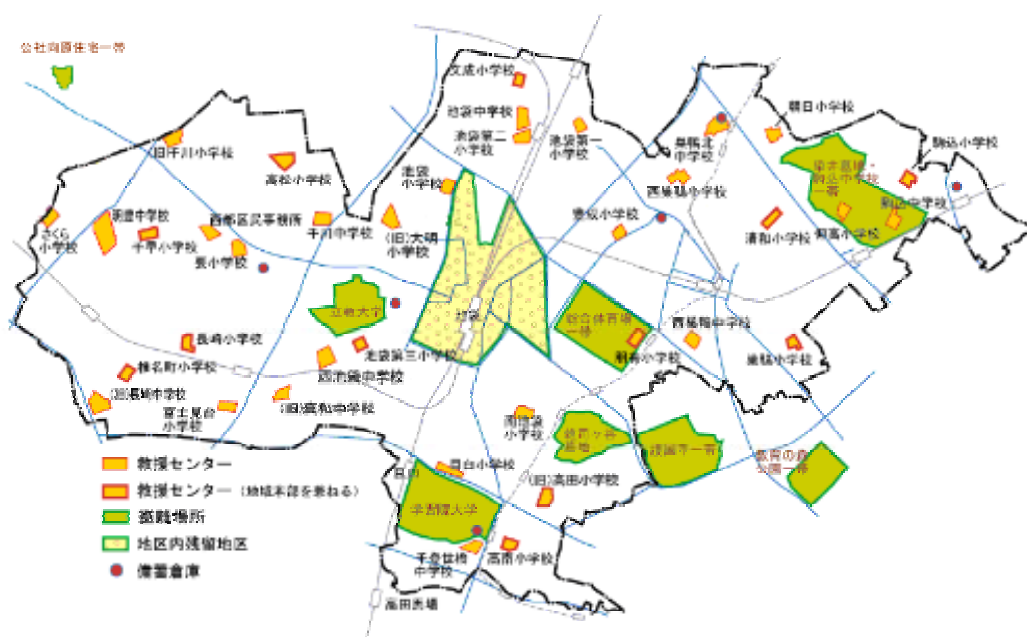 公社向原住宅一帯
文成小学校
池袋中学校
池袋第二
小学校
池袋第一
小学校
巣鴨北
中学校
朝日小学校
駒込小学校
染井墓地・
駒込中学校
一帯
駒込中学校
仰高小学校
西巣鴨小学校
清和小学校
豊成小学校
旧千川小学校
高松小学校
池袋
小学校
さくら
小学校
明豊中学校
千早小学校
西部区民事務所
要小学校
千川中学校
(旧)大明
小学校
立教大学
池袋
総合体育場
一帯
朋有小学校
西巣鴨中学校
巣鴨小学校
長崎小学校
池袋第三小学校
西池袋中学校
椎名町小学校
(旧)長崎中学校
富士見台
小学校
(旧)高松中学校
南池袋
小学校
雑司ヶ谷
墓地
護国寺一帯
教育の森
公園一帯
目白
目白小学校
(旧)高田小学校
学習院大学
千登世橋
中学校
高南小学校
高田馬場
救援センター
救援センター (地域本部を兼ねる)
避難場所
地区内残留地区
備蓄倉庫